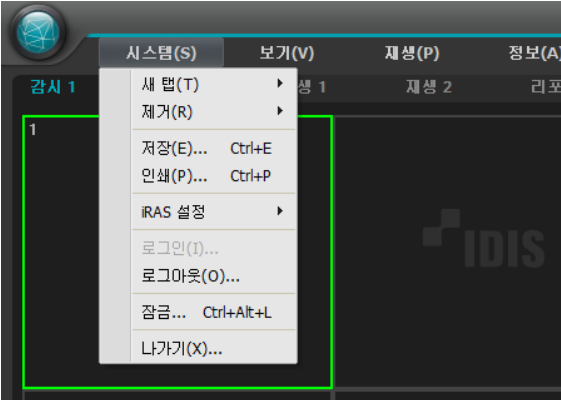 시스템(S) 보기(V) 재생(P) 정보(A)
감시 1 생 1 재생 2 리포
1
새 탭(T)
제거(R)
저장(E)... Ctrl+E
인쇄(P)... Ctrl+P
iRAS 설정
로그인(I)...
로그아웃(O)...
잠금... Ctrl+Alt+L
나가기(X)...
IDIS